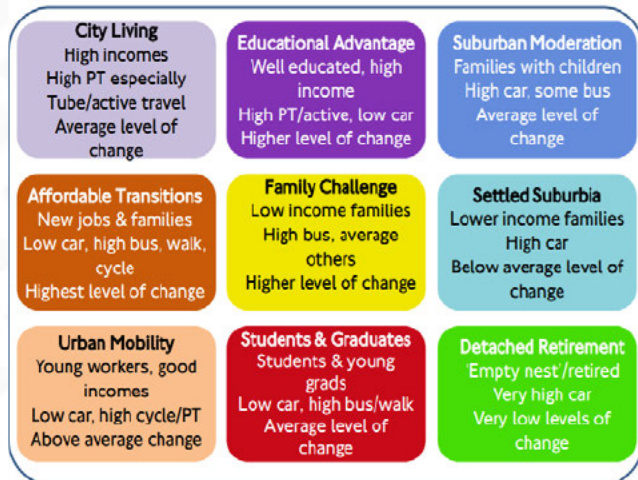 City Living
High incomes
High PT especially
Tube/active travel
Average level of
change
Educational Advantage
Well educated, high
income
High PT/active, low car
Higher level of change
Suburban Moderation
Families with children
High car, some bus
Average level of
change
Affordable Transitions
New jobs & families
Low car, high bus, walk,
cycle
Highest level of change
Family Challenge
Low income families
High bus, average
others
Higher level of change
Settled Suburbia
Lower income families
High car
Below average level of
change
Urban Mobility
Young workers, good
incomes
Low car, high cycle/PT
Above average change
Students & Graduates
Students & young
grads
Low car, high bus/walk
Average level of
change
Detached Retirement
'Empty nest'/retired
Very high car
Very low levels of
change